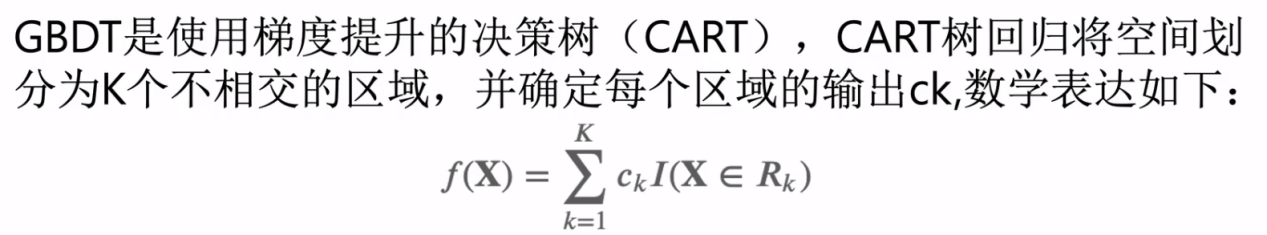 GBDT是使用梯度提升的决策树（CART），CART树回归将空间划
分为K个不相交的区域，并确定每个区域的输出ck,数学表达如下：
f(X) = \sum_{k=1}^{K} c_k I(X ∈ R_k)